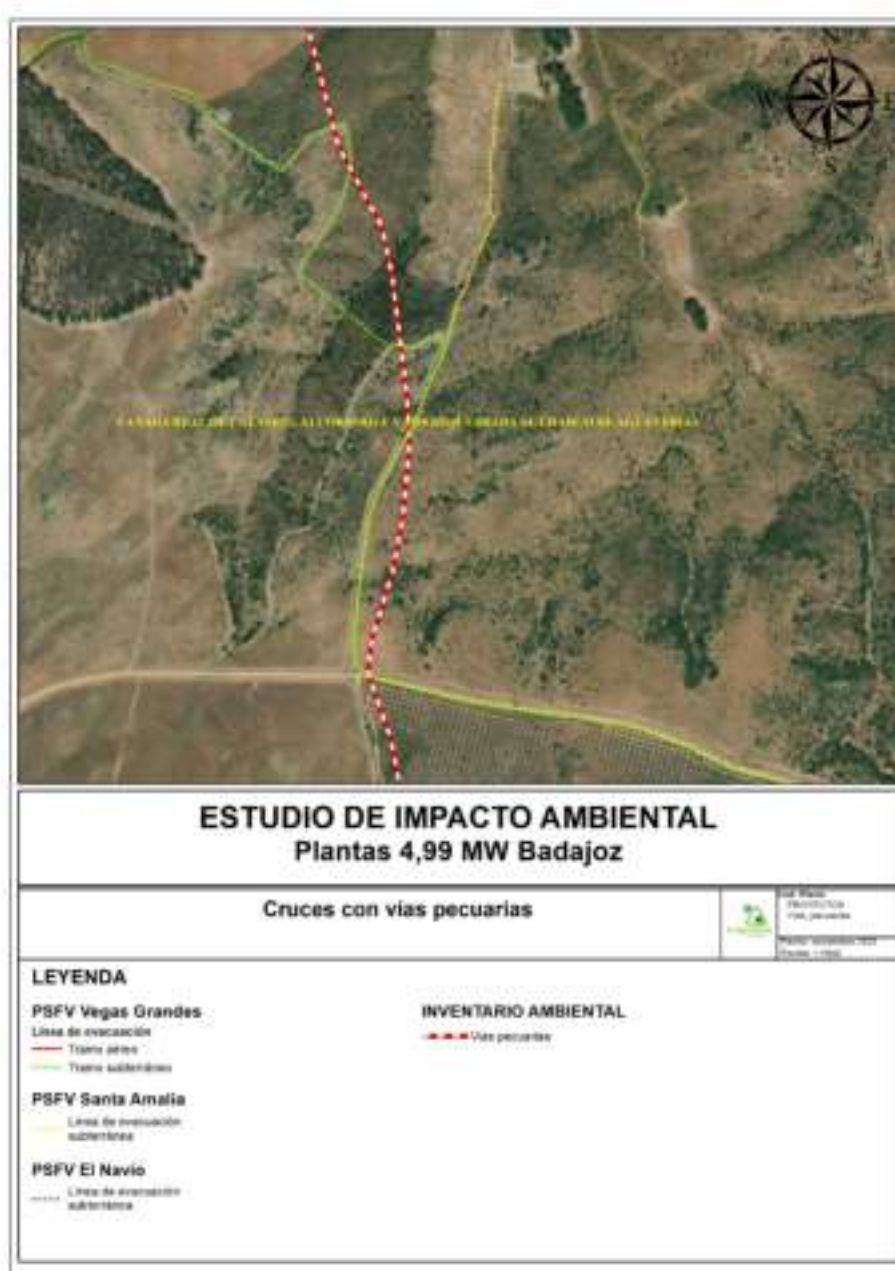 N
W
S
ESTUDIO DE IMPACTO AMBIENTAL
Plantas 4,99 MW Badajoz
Cruces con vías pecuarias
LEYENDA
PSFV Vegas Grandes
Línea de evacuación
Tramo aéreo
Tramo subterráneo
PSFV Santa Amalia
Línea de evacuación
subterránea
PSFV El Navío
Línea de evacuación
subterránea
INVENTARIO AMBIENTAL
Vías pecuarias